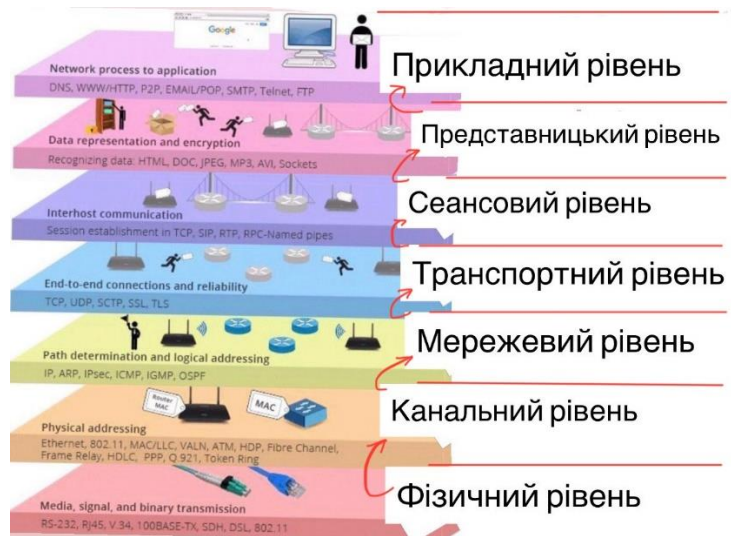 Google
Network process to application
DNS, WWW/HTTP, P2P, EMAIL/POP, SMTP, Telnet, FTP
Прикладний рівень
Data representation and encryption
Recognizing data: HTML, DOC, JPEG, MP3, AVI, Sockets
Представницький рівень
Interhost communication
Session establishment in TCP, SIP, RTP, RPC-Named pipes
Сеансовий рівень
End-to-end connections and reliability
TCP, UDP, SCTP, SSL, TLS
Транспортний рівень
Path determination and logical addressing
IP, ARP, IPsec, ICMP, IGMP, OSPF
Мережевий рівень
Router
MAC
MAC
Physical addressing
Ethernet, 802.11, MAC/LLC, VALN, ATM, HDP, Fibre Channel,
Frame Relay, HDLC, PPP, Q.921, Token Ring
Канальний рівень
Media, signal, and binary transmission
RS-232, RJ45, V.34, 100BASE-TX, SDH, DSL, 802.11
Фізичний рівень